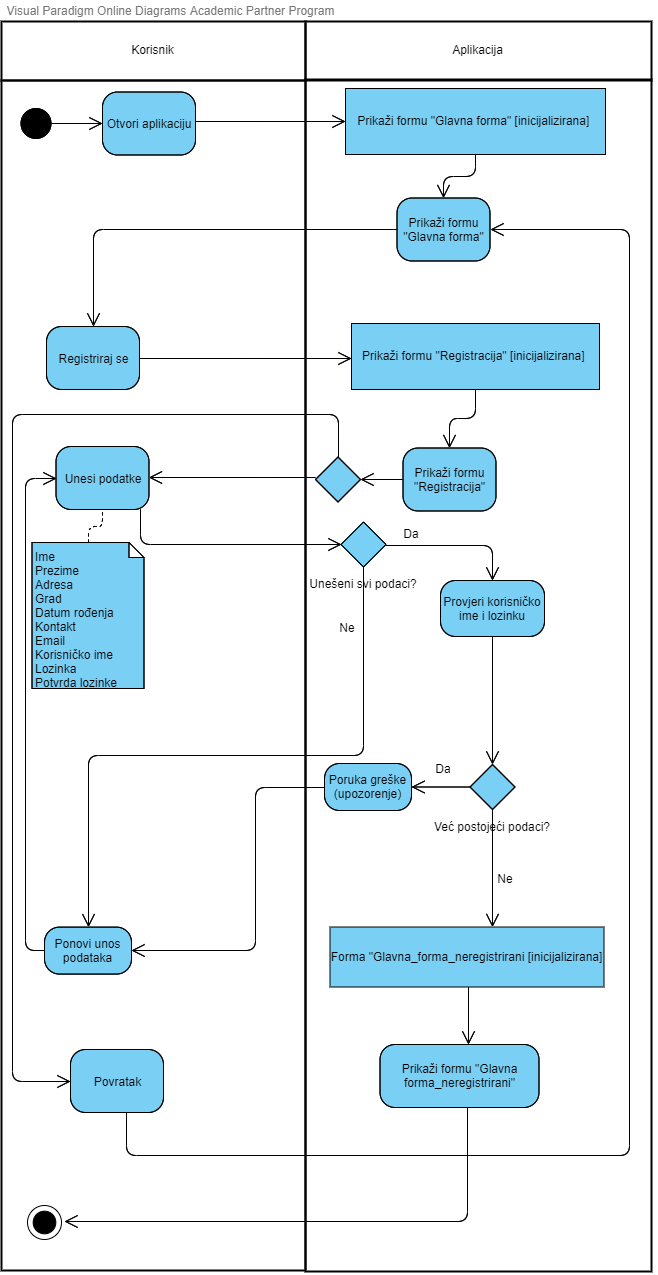 Visual Paradigm Online Diagrams Academic Partner Program
Korisnik
Aplikacija
Otvori aplikaciju
Prikaži formu "Glavna forma" [inicijalizirana]
Prikaži formu
"Glavna forma"
Registriraj se
Prikaži formu "Registracija" [inicijalizirana]
Unesi podatke
Prikaži formu
"Registracija"
Da
Unešeni svi podaci?
Ne
Ime
Prezime
Adresa
Grad
Datum rođenja
Kontakt
Email
Korisničko ime
Lozinka
Potvrda lozinke
Provjeri korisničko
ime i lozinku
Poruka greške
(upozorenje)
Da
Već postojeći podaci?
Ne
Ponovi unos
podataka
Forma "Glavna_forma_neregistrirani [inicijalizirana]
Povratak
Prikaži formu "Glavna
forma_neregistrirani"